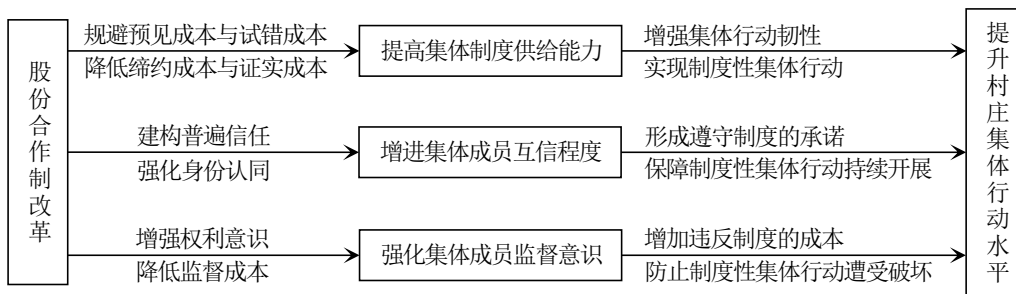 股份合作制改革
规避预见成本与试错成本
降低缔约成本与证实成本
提高集体制度供给能力
增强集体行动韧性
实现制度性集体行动
建构普遍信任
强化身份认同
增进集体成员互信程度
形成遵守制度的承诺
保障制度性集体行动持续开展
增强权利意识
降低监督成本
强化集体成员监督意识
增加违反制度的成本
防止制度性集体行动遭受破坏
提升村庄集体行动水平